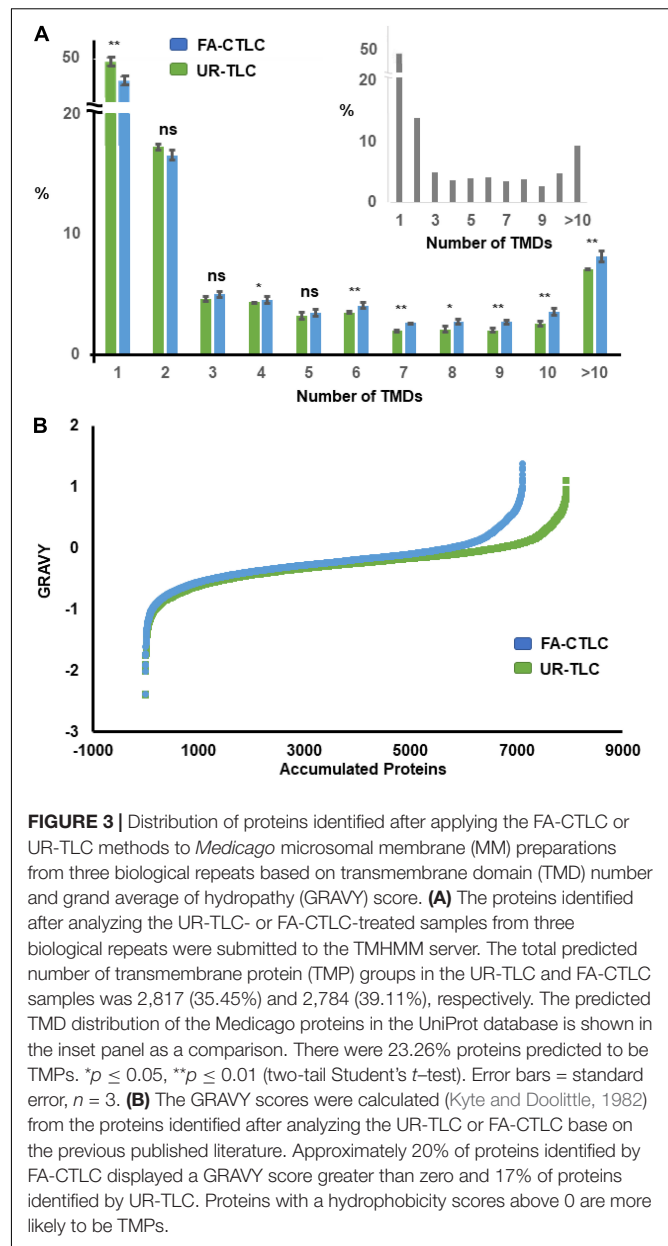 A
50
20
%
10
0
FA-CTLC
UR-TLC
**
ns
ns
*
ns
**
**
*
**
**
**
1 2 3 4 5 6 7 8 9 10 >10
Number of TMDs
50
20
%
10
0
1 3 5 7 9 >10
Number of TMDs
B
2
1
0
-1
-2
-3
GRAVY
FA-CTLC
UR-TLC
-1000 1000 3000 5000 7000 9000
Accumulated Proteins
FIGURE 3 | Distribution of proteins identified after applying the FA-CTLC or
UR-TLC methods to Medicago microsomal membrane (MM) preparations
from three biological repeats based on transmembrane domain (TMD) number
and grand average of hydropathy (GRAVY) score. (A) The proteins identified
after analyzing the UR-TLC- or FA-CTLC-treated samples from three
biological repeats were submitted to the TMHMM server. The total predicted
number of transmembrane protein (TMP) groups in the UR-TLC and FA-CTLC
samples was 2,817 (35.45%) and 2,784 (39.11%), respectively. The predicted
TMD distribution of the Medicago proteins in the UniProt database is shown in
the inset panel as a comparison. There were 23.26% proteins predicted to be
TMPs. *p ≤ 0.05, **p ≤ 0.01 (two-tail Student's t–test). Error bars = standard
error, n = 3. (B) The GRAVY scores were calculated (Kyte and Doolittle, 1982)
from the proteins identified after analyzing the UR-TLC or FA-CTLC base on
the previous published literature. Approximately 20% of proteins identified by
FA-CTLC displayed a GRAVY score greater than zero and 17% of proteins
identified by UR-TLC. Proteins with a hydrophobicity scores above 0 are more
likely to be TMPs.